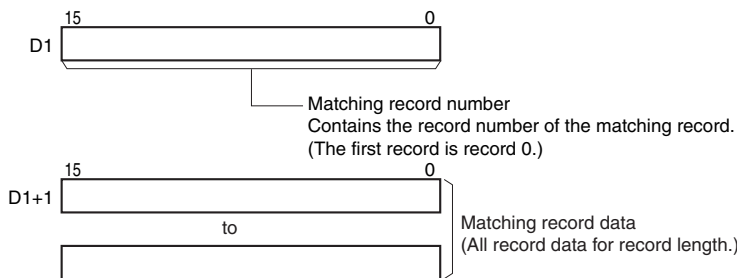 15 0
D1
Matching record number
Contains the record number of the matching record.
(The first record is record 0.)
15 0
D1+1
to
Matching record data
(All record data for record length.)